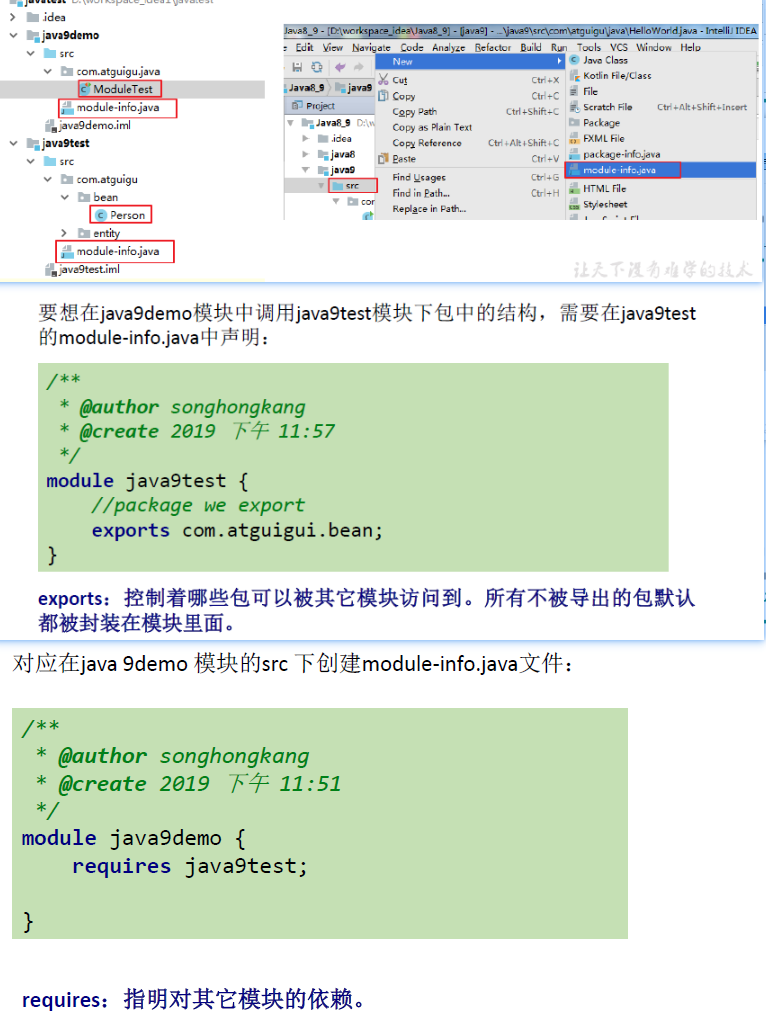 javatest D:\workspace_idea1\javatest
.idea
java9demo
src
com.atguigu.java
ModuleTest
module-info.java
java9demo.iml
java9test
src
com.atguigu
bean
Person
entity
module-info.java
java9test.iml
Java8_9 - [D:\workspace_idea\Java8_9] - [java9] - ...\java9\src\com\atguigu\java\HelloWorld.java - IntelliJ IDEA
Edit View Navigate Code Analyze Refactor Build Run Tools VCS Window Help
Java8_9 java9
Project
Java8_9 D:\w
.idea
java8
java9
src
con
New
Cut Ctrl+X
Copy Ctrl+C
Copy Path Ctrl+Shift+C
Copy as Plain Text
Copy Reference Ctrl+Alt+Shift+C
Paste Ctrl+V
Find Usages Ctrl+G
Find in Path... Ctrl+H
Replace in Path...
Java Class
Kotlin File/Class
File
Scratch File Ctrl+Alt+Shift+Insert
Package
FXML File
package-info.java
module-info.java
HTML File
Stylesheet
让天下没有难学的技术
要想在java9demo模块中调用java9test模块下包中的结构，需要在java9test
的module-info.java中声明：
/**
* @author songhongkang
* @create 2019 下午 11:57
*/
module java9test {
//package we export
exports com.atguigui.bean;
}
exports：控制着哪些包可以被其它模块访问到。所有不被导出的包默认
都被封装在模块里面。
对应在java 9demo 模块的src 下创建module-info.java文件：
/**
* @author songhongkang
* @create 2019 下午 11:51
*/
module java9demo {
requires java9test;
}
requires：指明对其它模块的依赖。